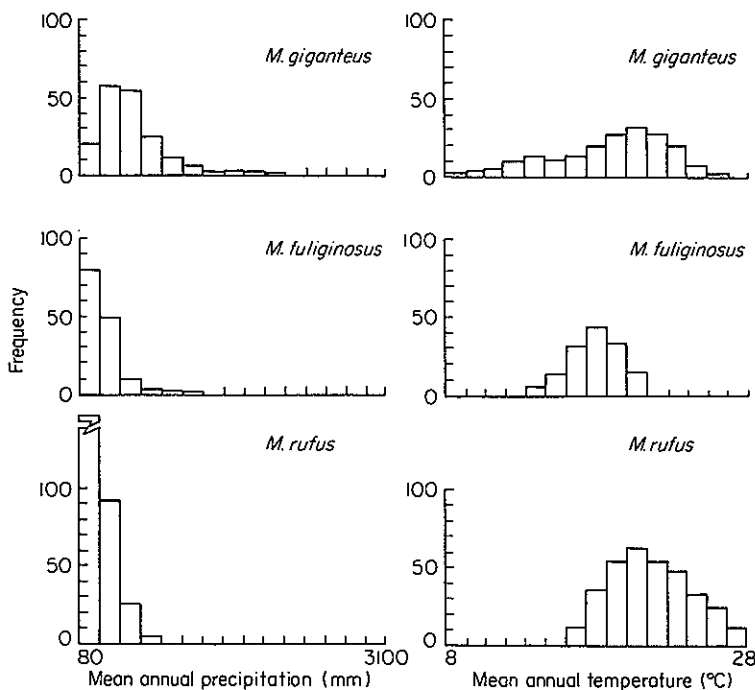 M. giganteus
100
50
0
M. giganteus
100
50
0
M. fuliginosus
100
50
0
M. fuliginosus
100
50
0
Frequency
M. rufus
100
50
0
80
3100
Mean annual precipitation (mm)
M. rufus
100
50
0
8
28
Mean annual temperature (°C)